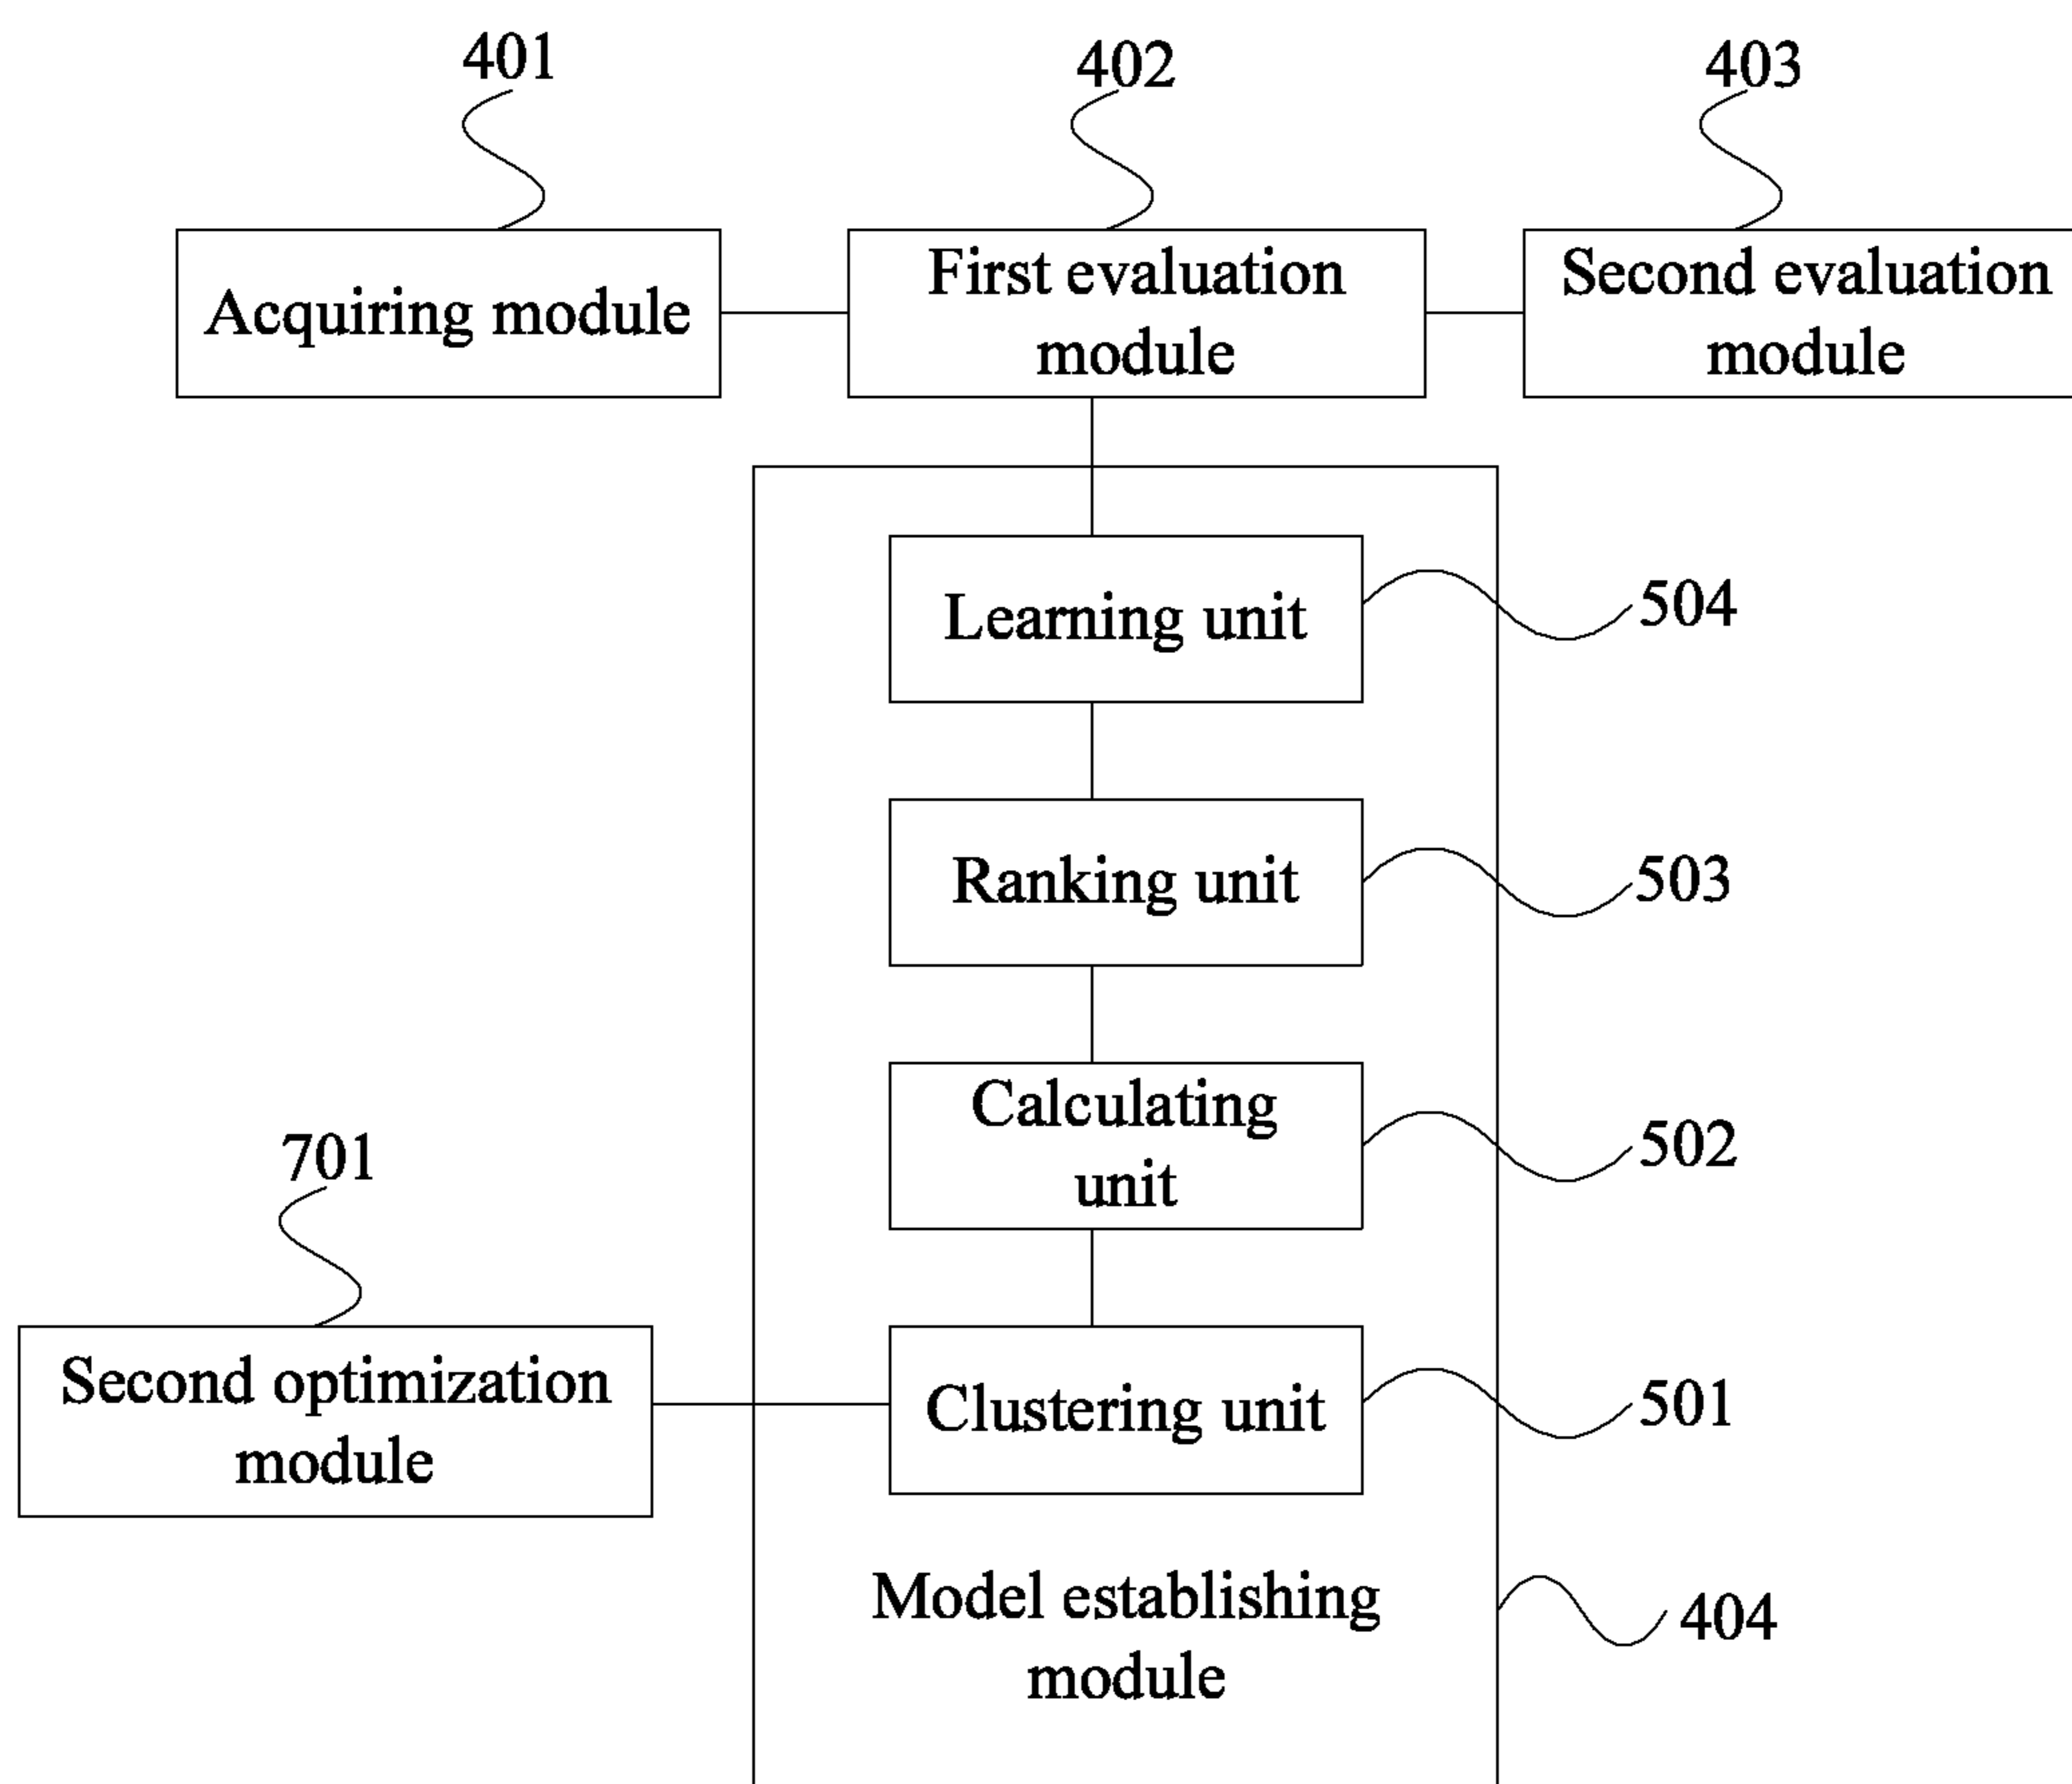 401
402
403
Acquiring module
First evaluation
module
Second evaluation
module
Learning unit
504
Ranking unit
503
Calculating
unit
502
701
Second optimization
module
Clustering unit
501
Model establishing
module
404